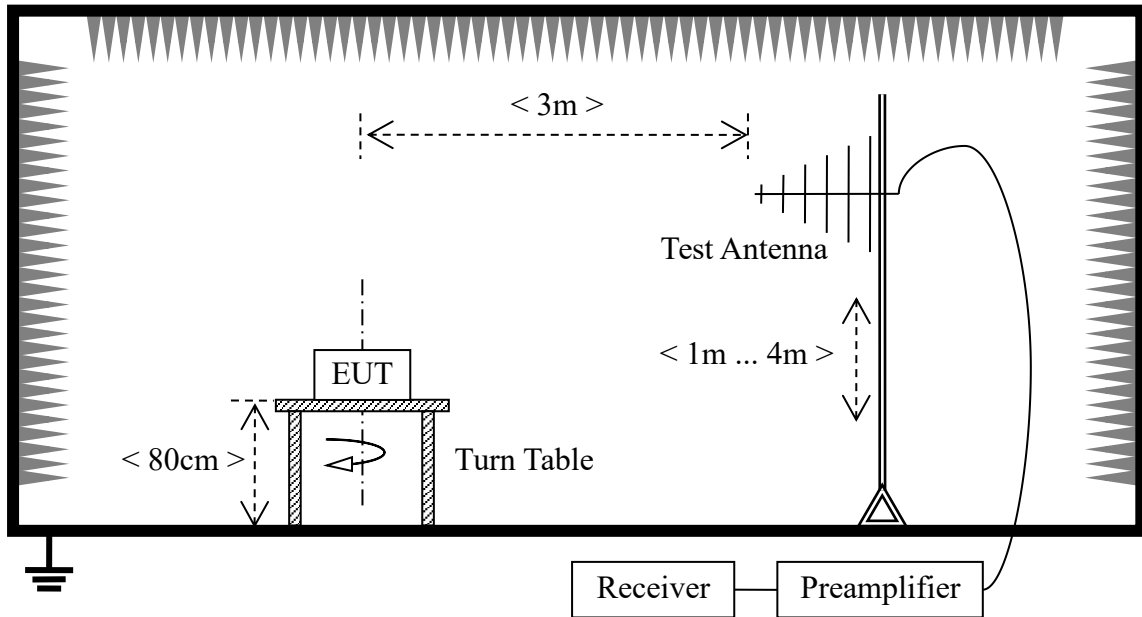 < 3m >
Test Antenna
< 1m ... 4m >
EUT
< 80cm >
Turn Table
Receiver
Preamplifier